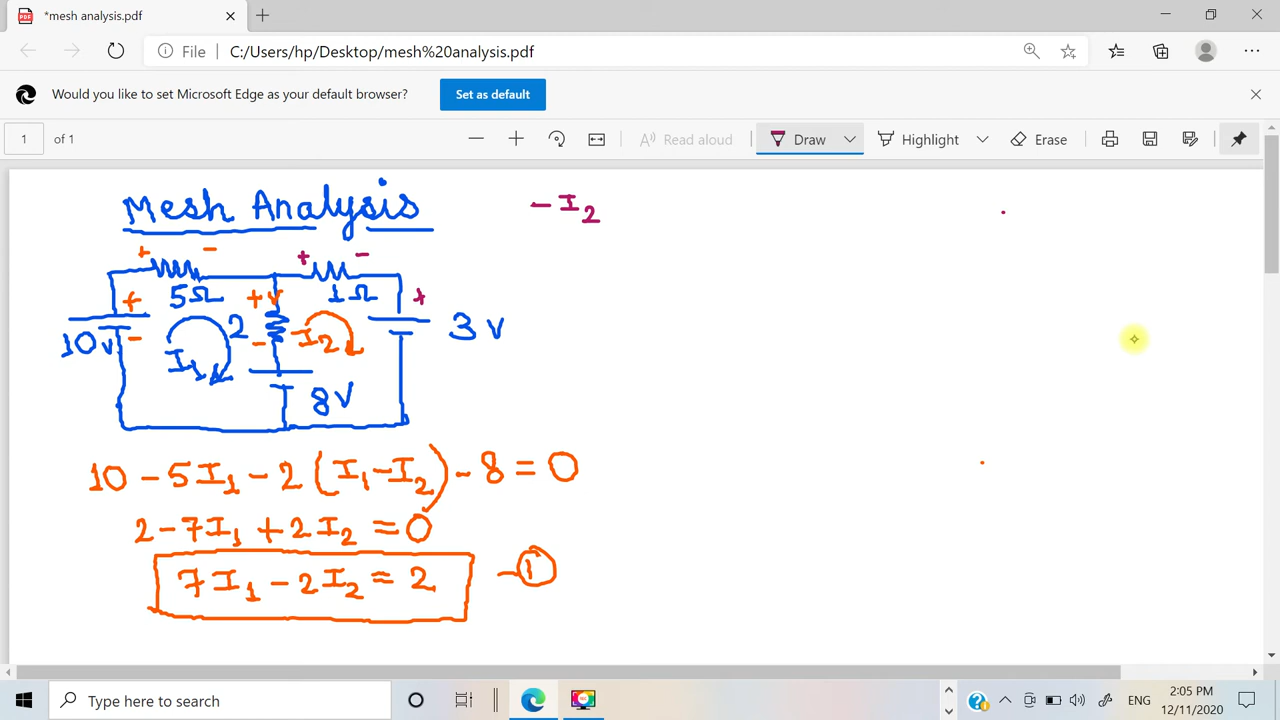 *mesh analysis.pdf
File C:/Users/hp/Desktop/mesh%20analysis.pdf
Would you like to set Microsoft Edge as your default browser? Set as default
1 of 1 Read aloud Draw Highlight Erase
Mesh Analysis
- I2
+ - + -
5Ω 1Ω
+ + V +
10v - I1 2 - I2 3 V
8V
10 - 5I1 - 2 (I1 - I2) - 8 = 0
2 - 7I1 + 2I2 = 0
7I1 - 2I2 = 2 - 1
Type here to search
ENG
2:05 PM
12/11/2020